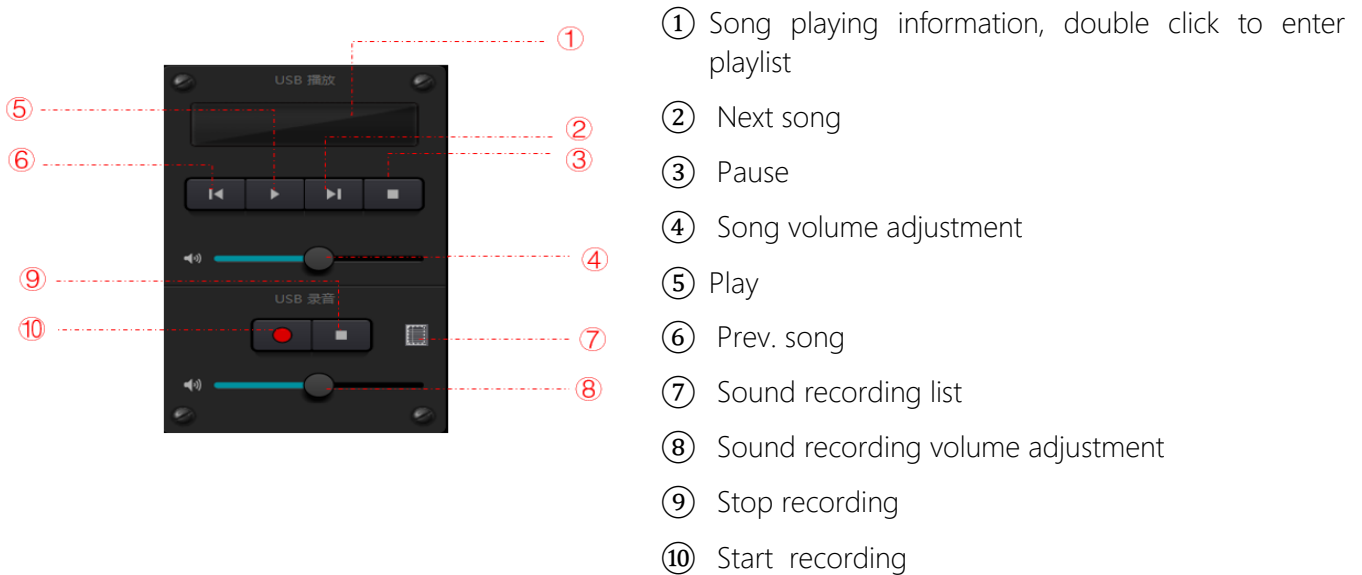 ①
USB 播放
⑤
②
⑥
③
④
⑨
USB 录音
⑩
⑦
⑧
① Song playing information, double click to enter
playlist
② Next song
③ Pause
④ Song volume adjustment
⑤ Play
⑥ Prev. song
⑦ Sound recording list
⑧ Sound recording volume adjustment
⑨ Stop recording
⑩ Start recording